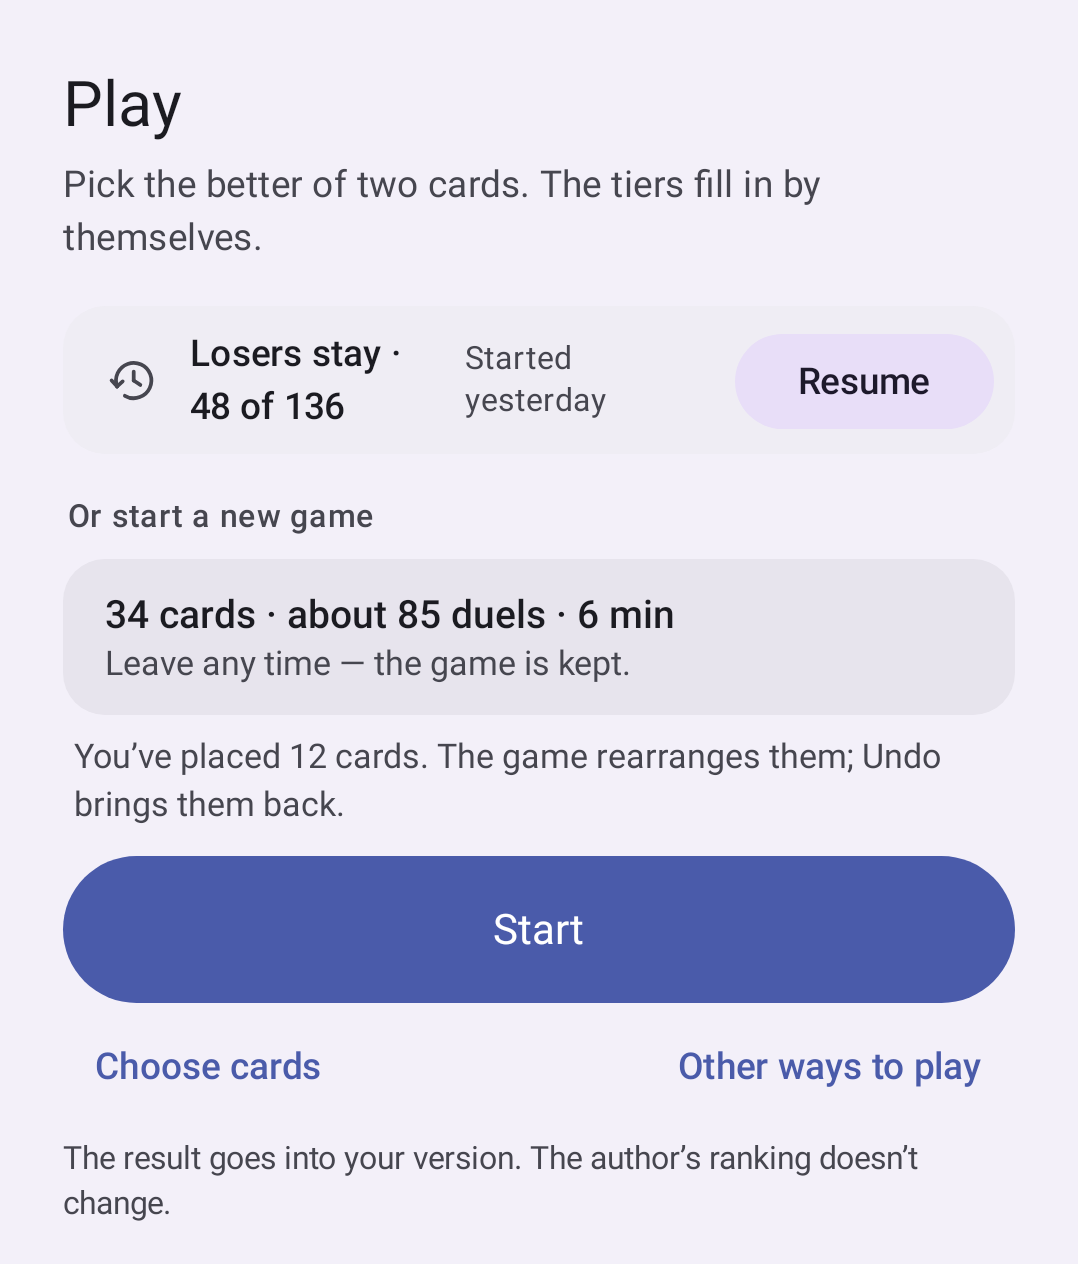 Play
Pick the better of two cards. The tiers fill in by
themselves.
Losers stay ·
48 of 136
Started
yesterday
Resume
Or start a new game
34 cards · about 85 duels · 6 min
Leave any time — the game is kept.
You’ve placed 12 cards. The game rearranges them; Undo
brings them back.
Start
Choose cards
Other ways to play
The result goes into your version. The author’s ranking doesn’t
change.